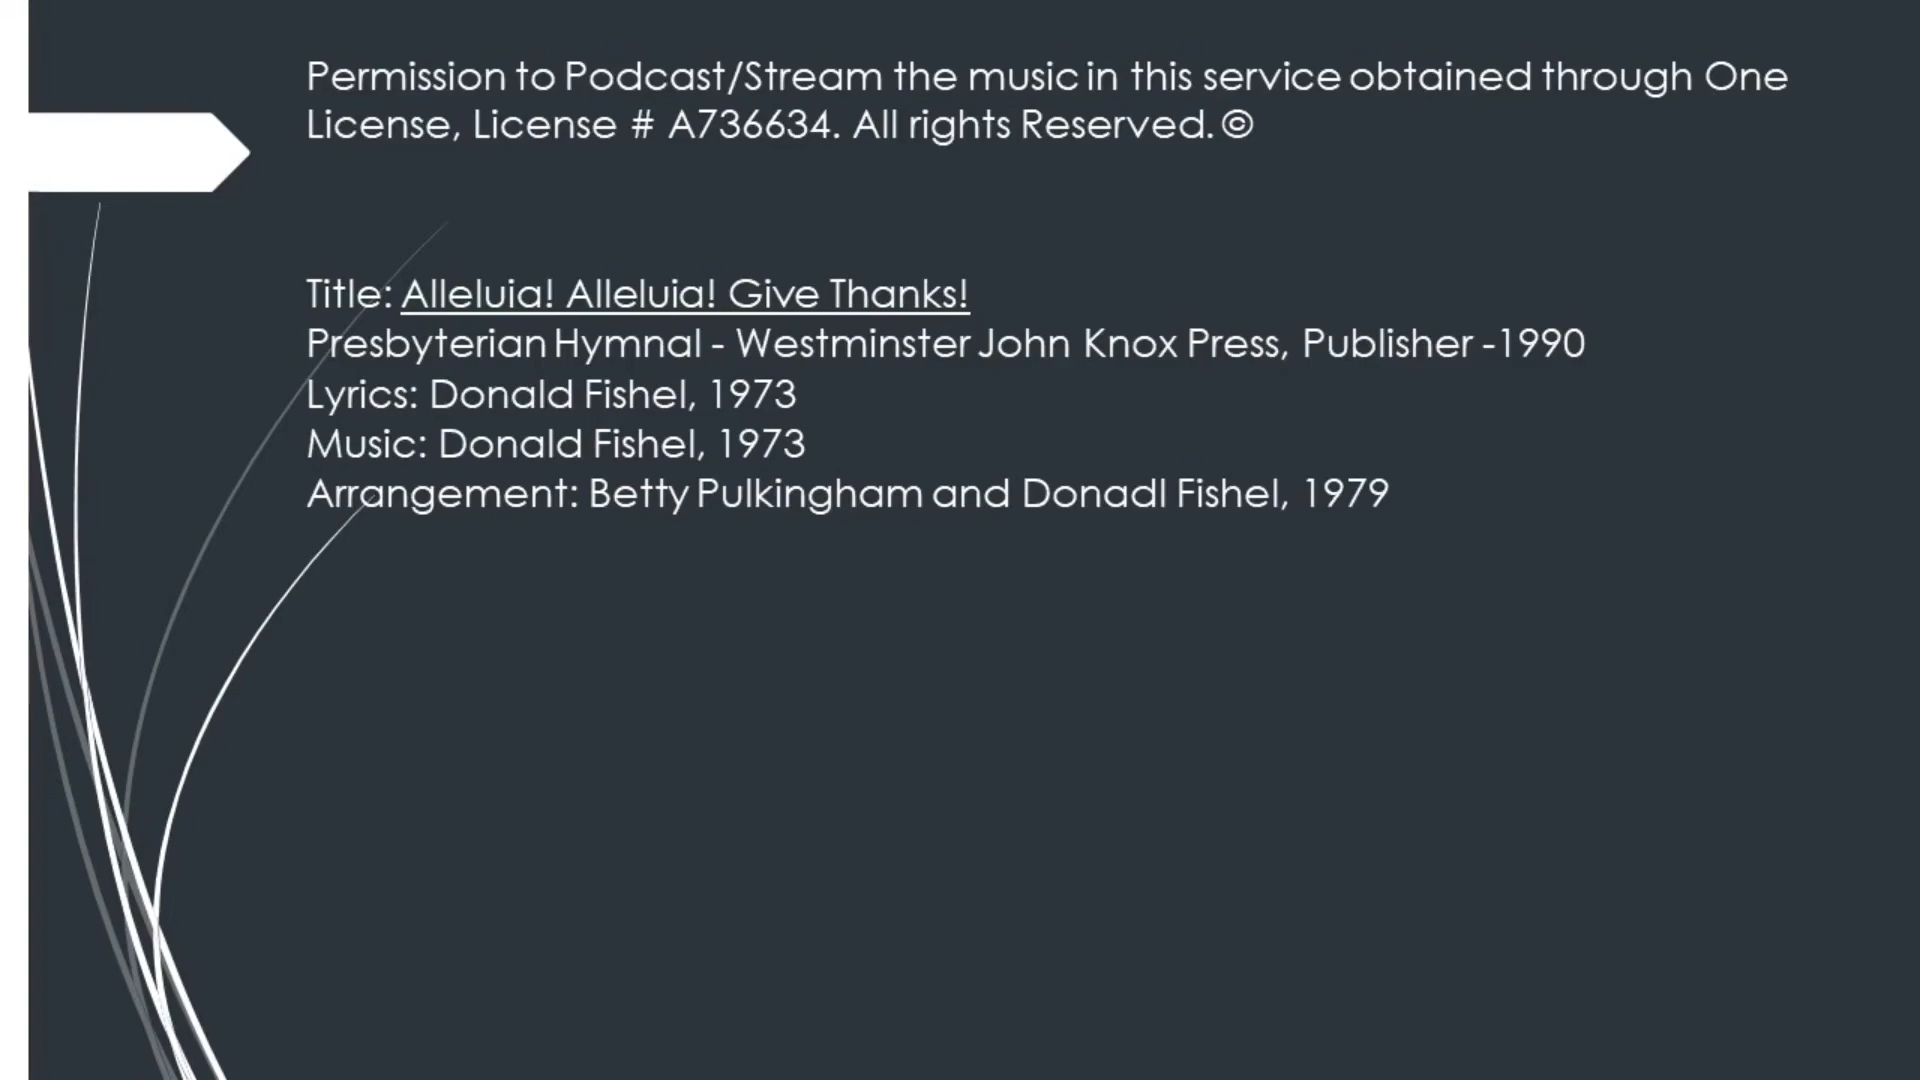 Permission to Podcast/Stream the music in this service obtained through One
License, License # A736634. All rights Reserved.©
Title: Alleluia! Alleluia! Give Thanks!
Presbyterian Hymnal - Westminster John Knox Press, Publisher -1990
Lyrics: Donald Fishel, 1973
Music: Donald Fishel, 1973
Arrangement: Betty Pulkingham and Donadl Fishel, 1979